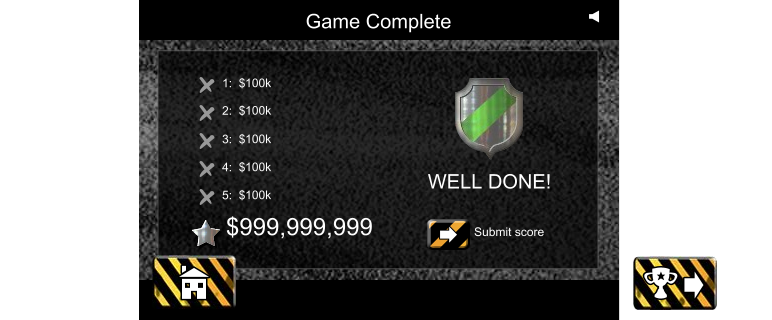 Game Complete
1: $100k
2: $100k
3: $100k
4: $100k
5: $100k
$999,999,999
WELL DONE!
Submit score